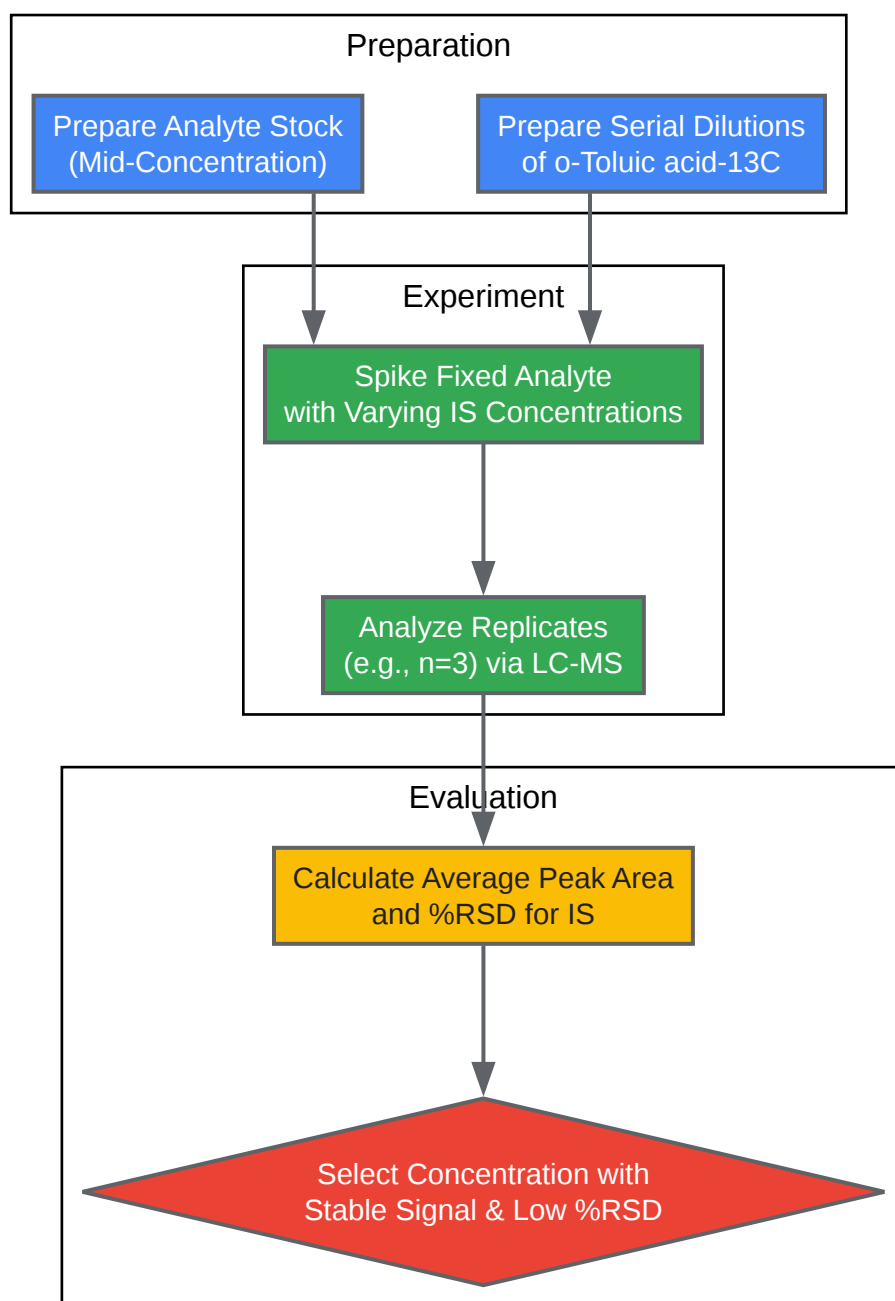 Preparation
Prepare Analyte Stock
(Mid-Concentration)
Prepare Serial Dilutions
of o-Toluic acid-13C
Experiment
Spike Fixed Analyte
with Varying IS Concentrations
Analyze Replicates
(e.g., n=3) via LC-MS
Evaluation
Calculate Average Peak Area
and %RSD for IS
Select Concentration with
Stable Signal & Low %RSD